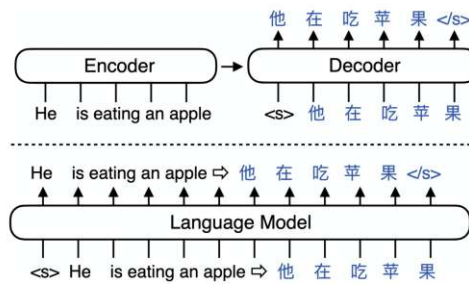 他 在 吃 苹 果 </s>
Encoder
Decoder
He is eating an apple
<s> 他 在 吃 苹 果
He is eating an apple ⇨ 他 在 吃 苹 果 </s>
Language Model
<s> He is eating an apple ⇨ 他 在 吃 苹 果